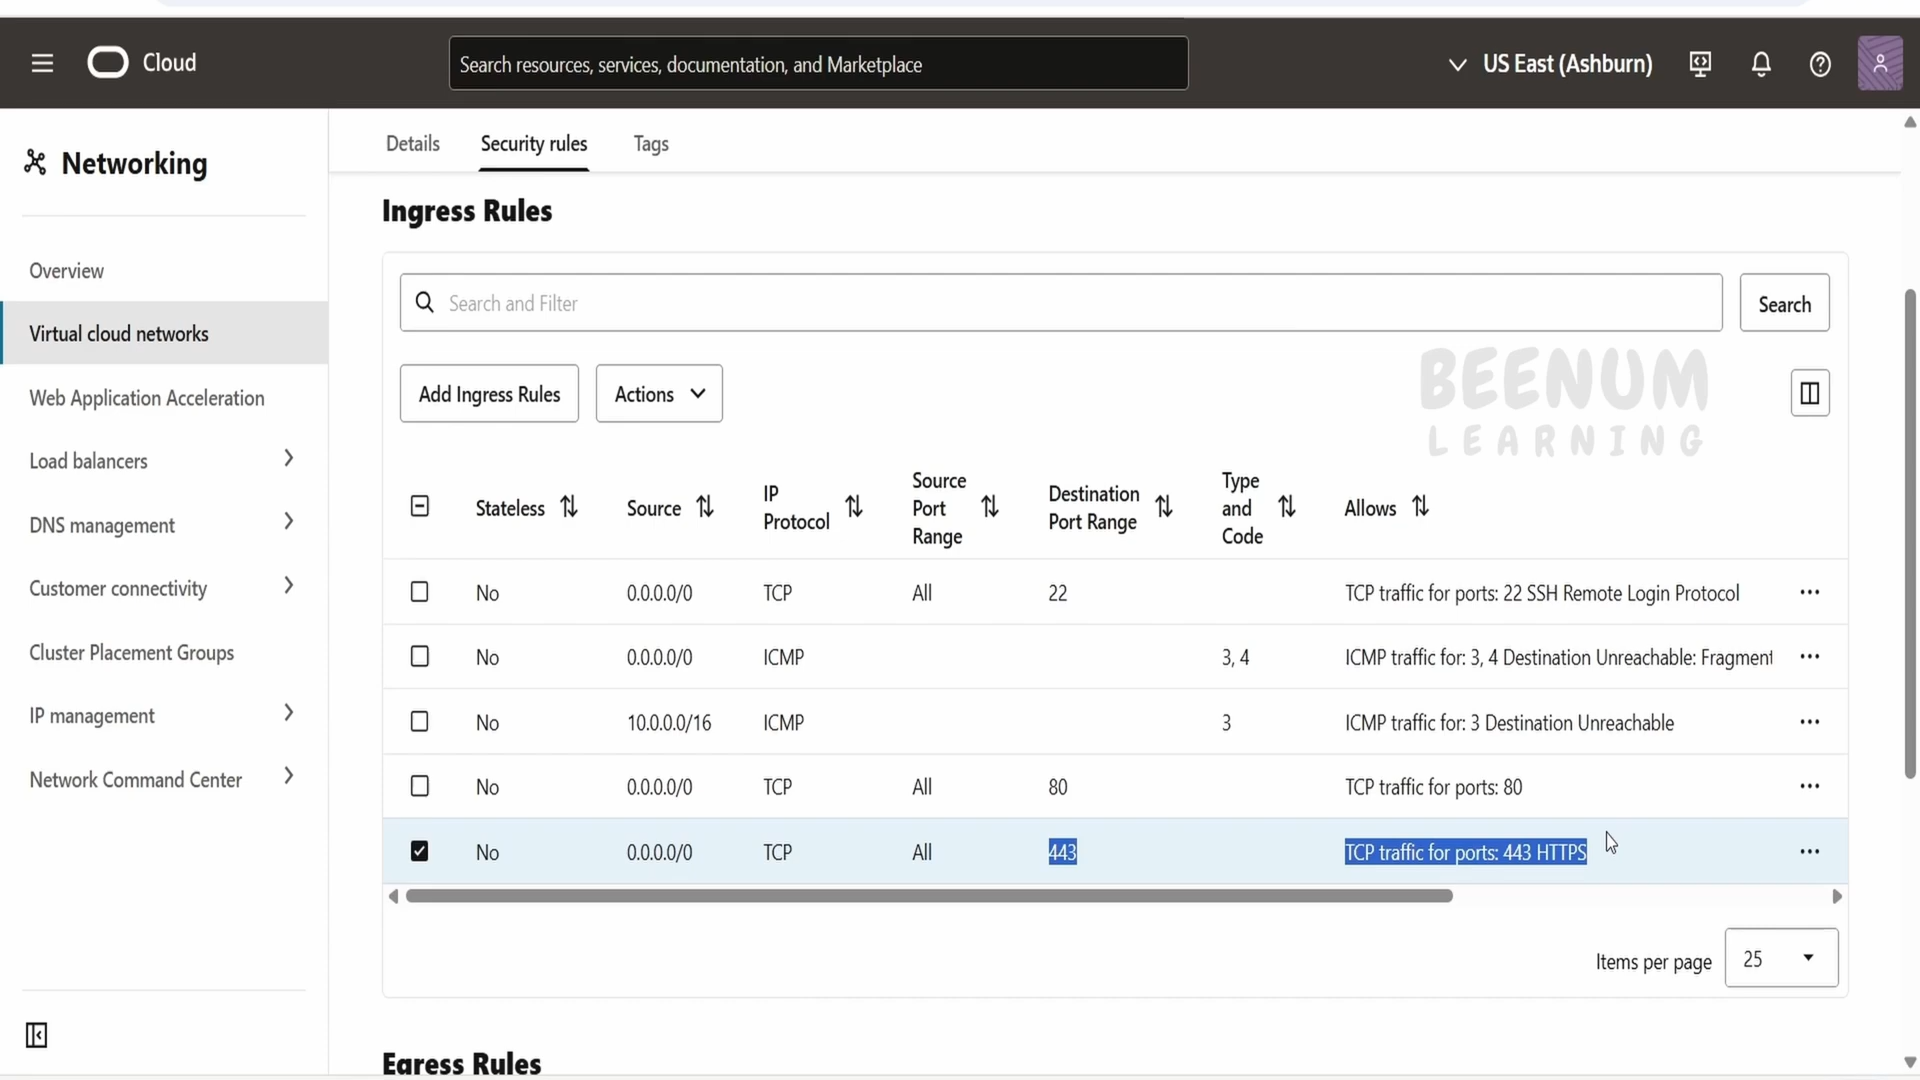 Cloud
Search resources, services, documentation, and Marketplace
US East (Ashburn)
Networking
Overview
Virtual cloud networks
Web Application Acceleration
Load balancers
DNS management
Customer connectivity
Cluster Placement Groups
IP management
Network Command Center
Details Security rules Tags
Ingress Rules
Search and Filter Search
BEENUM
LEARNING
Add Ingress Rules Actions
Stateless Source IP Protocol Source Port Range Destination Port Range Type and Code Allows
No 0.0.0.0/0 TCP All 22 TCP traffic for ports: 22 SSH Remote Login Protocol
No 0.0.0.0/0 ICMP 3, 4 ICMP traffic for: 3, 4 Destination Unreachable: Fragment
No 10.0.0.0/16 ICMP 3 ICMP traffic for: 3 Destination Unreachable
No 0.0.0.0/0 TCP All 80 TCP traffic for ports: 80
No 0.0.0.0/0 TCP All 443 TCP traffic for ports: 443 HTTPS
Items per page 25
Egress Rules